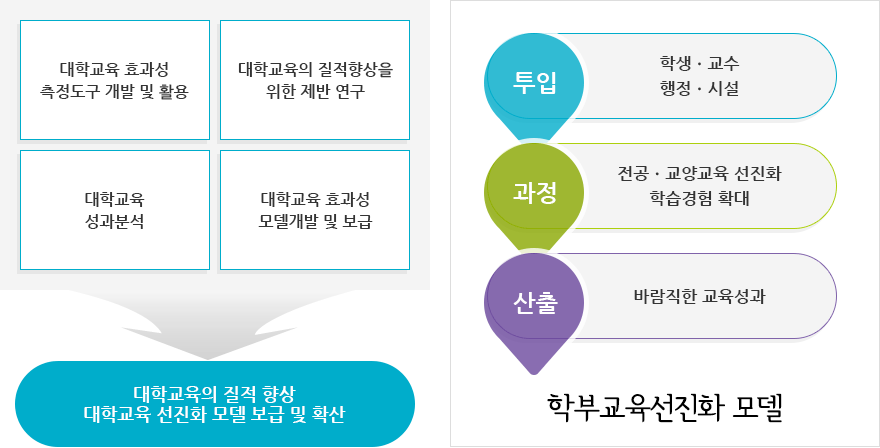 대학교육 효과성
측정도구 개발 및 활용
대학교육의 질적향상을
위한 제반 연구
대학교육
성과분석
대학교육 효과성
모델개발 및 보급
대학교육의 질적 향상
대학교육 선진화 모델 보급 및 확산
투입
학생 · 교수
행정 · 시설
과정
전공 · 교양교육 선진화
학습경험 확대
산출
바람직한 교육성과
학부교육선진화 모델